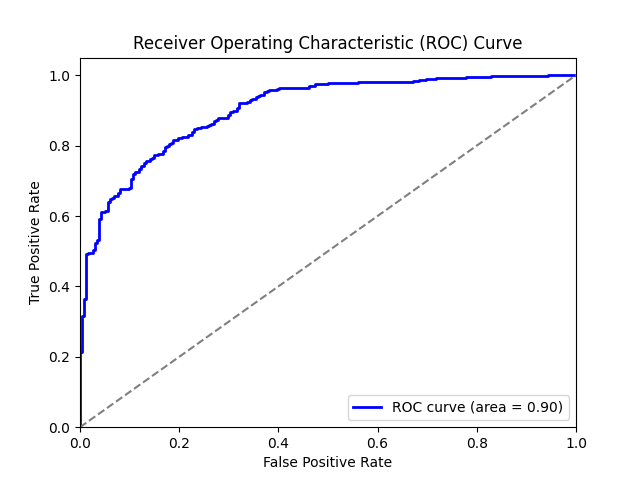 Receiver Operating Characteristic (ROC) Curve
1.0
0.8
0.6
0.4
0.2
0.0
True Positive Rate
ROC curve (area = 0.90)
0.0 0.2 0.4 0.6 0.8 1.0
False Positive Rate